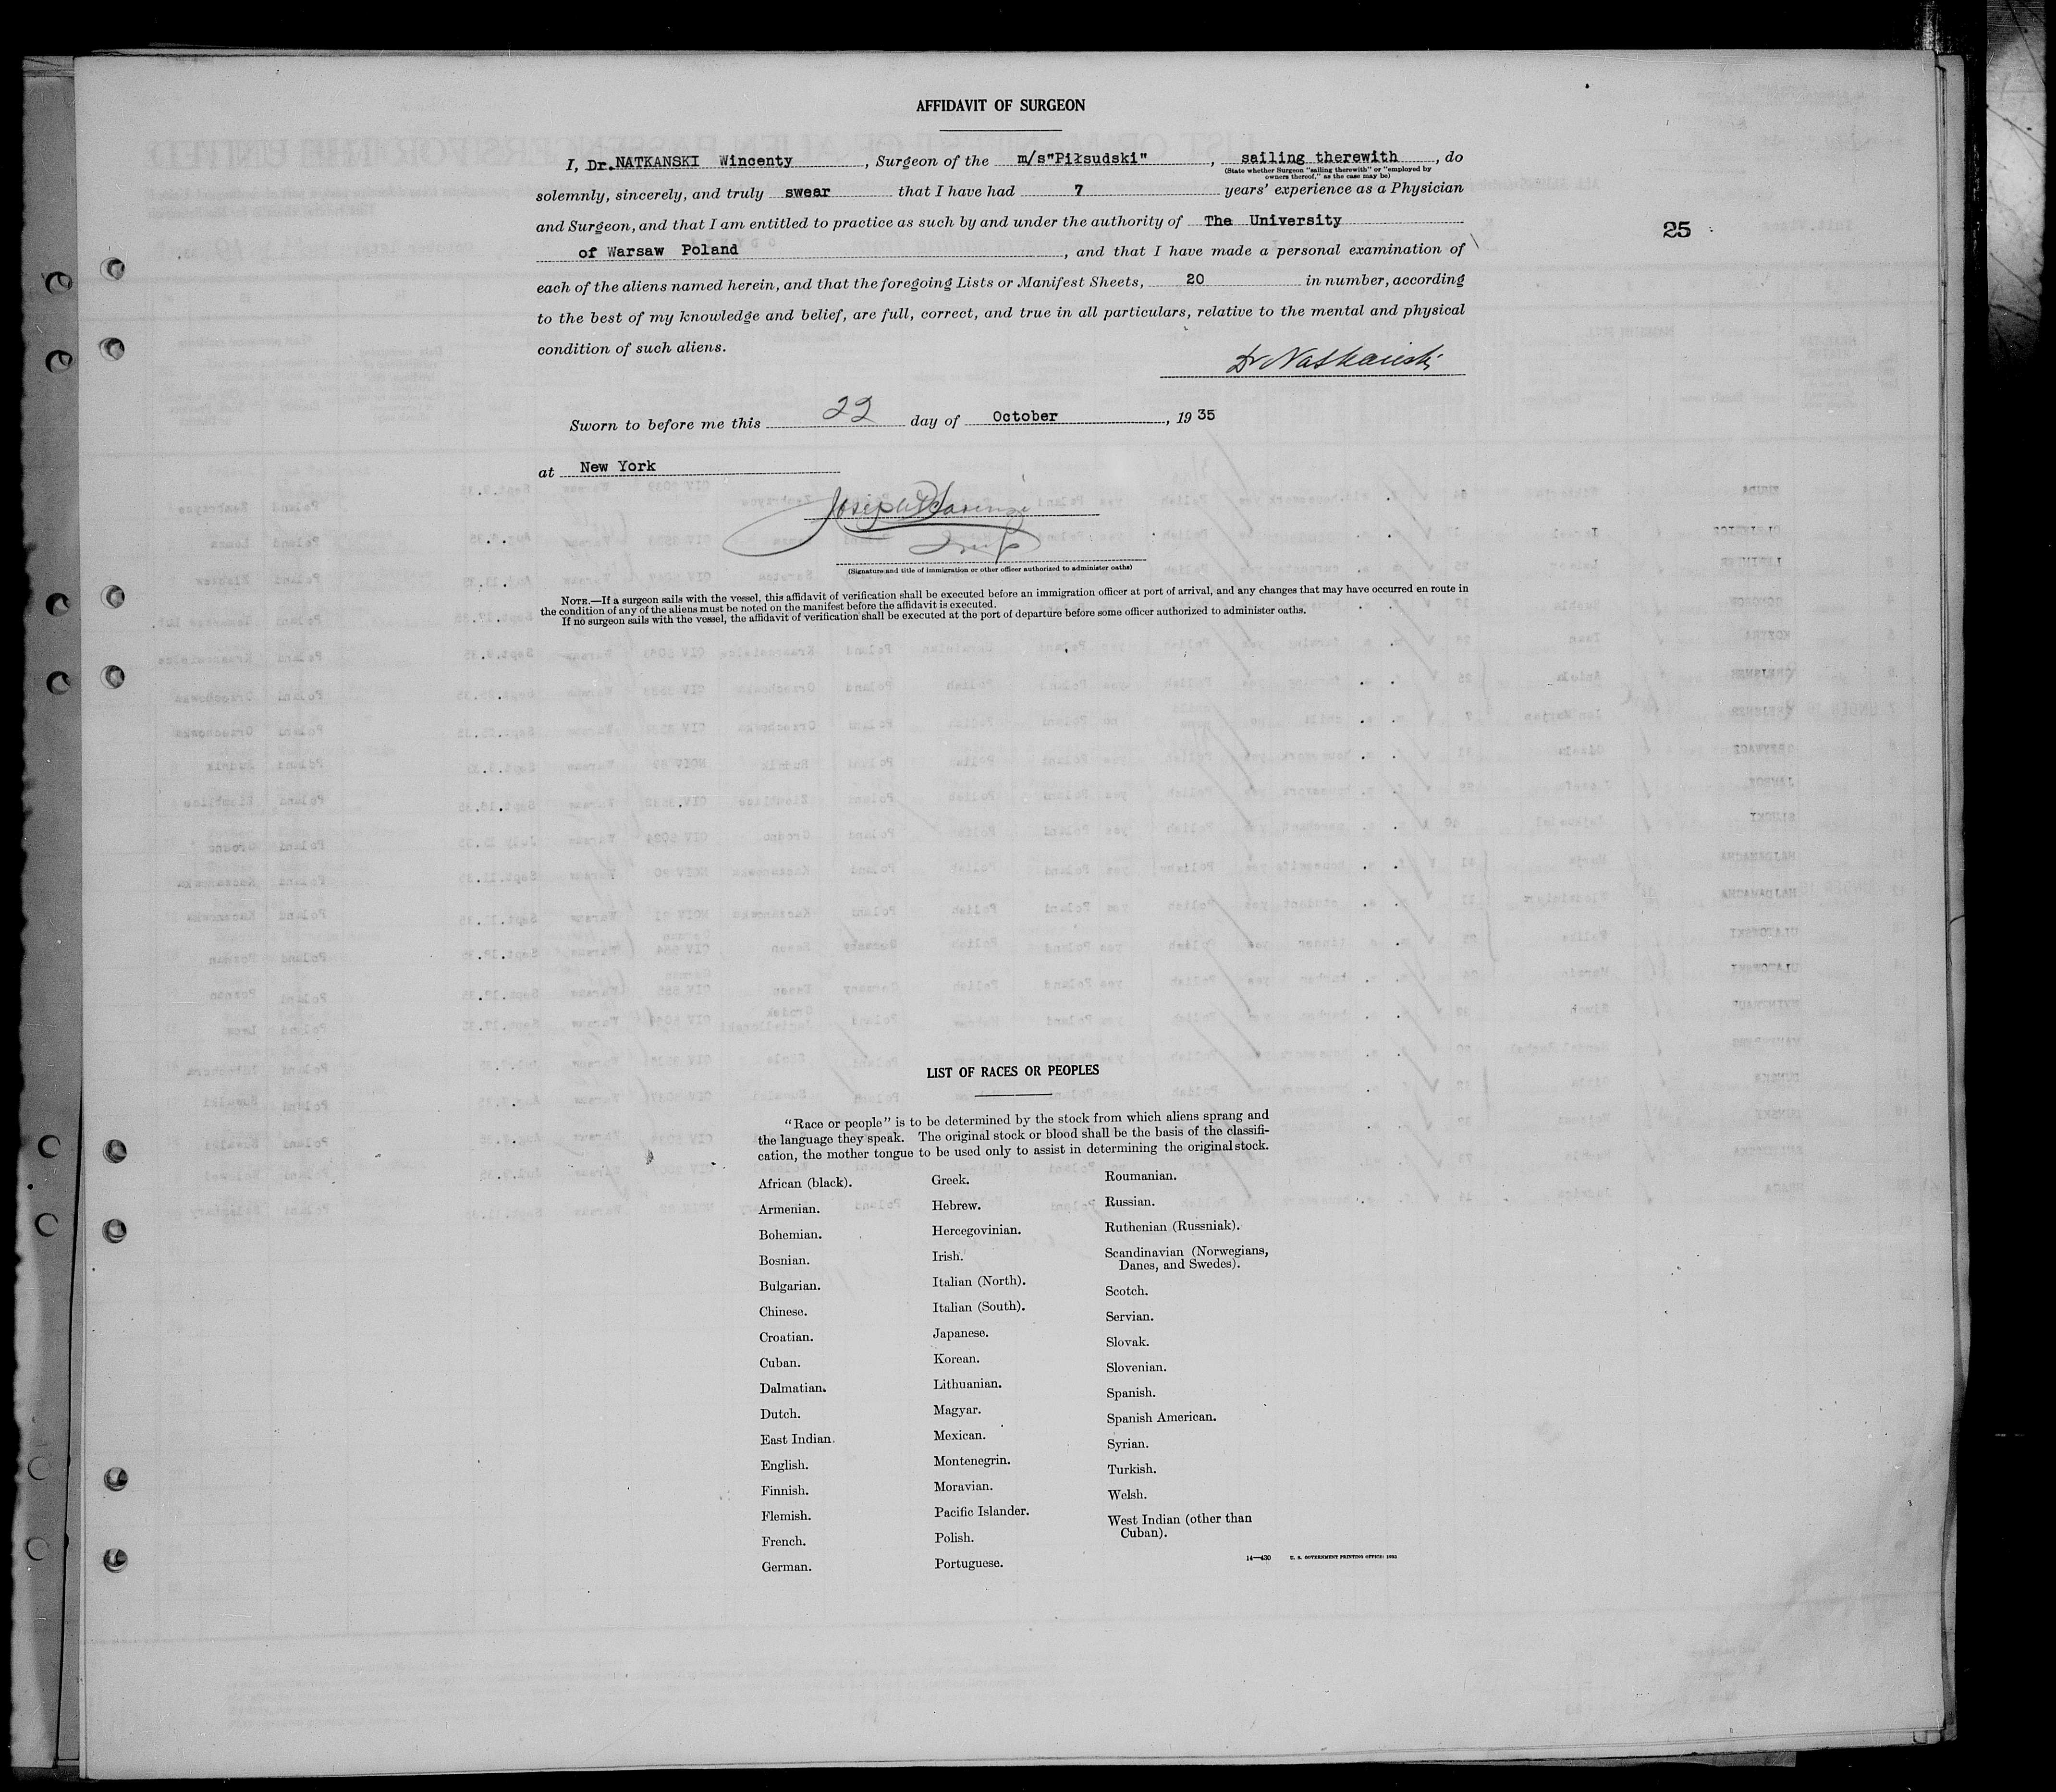 AFFIDAVIT OF SURGEON
I, Dr. NATKANSKI Wincenty, Surgeon of the m/s"Piłsudski", sailing therewith, do
(State whether Surgeon "sailing therewith" or "employed by
owners thereof," as the case may be)
solemnly, sincerely, and truly swear that I have had 7 years' experience as a Physician
and Surgeon, and that I am entitled to practice as such by and under the authority of The University
25
of Warsaw Poland, and that I have made a personal examination of
each of the aliens named herein, and that the foregoing Lists or Manifest Sheets, 20 in number, according
to the best of my knowledge and belief, are full, correct, and true in all particulars, relative to the mental and physical
condition of such aliens.
Dr Natkański
Sworn to before me this 22 day of October, 1935
at New York
Joseph
(Signature and title of immigration or other officer authorized to administer oaths)
NOTE.—If a surgeon sails with the vessel, this affidavit of verification shall be executed before an immigration officer at port of arrival, and any changes that may have occurred en route in
the condition of any of the aliens must be noted on the manifest before the affidavit is executed.
If no surgeon sails with the vessel, the affidavit of verification shall be executed at the port of departure before some officer authorized to administer oaths.
LIST OF RACES OR PEOPLES
"Race or people" is to be determined by the stock from which aliens sprang and
the language they speak. The original stock or blood shall be the basis of the classifi-
cation, the mother tongue to be used only to assist in determining the original stock.
African (black).
Armenian.
Bohemian.
Bosnian.
Bulgarian.
Chinese.
Croatian.
Cuban.
Dalmatian.
Dutch.
East Indian.
English.
Finnish.
Flemish.
French.
German.
Greek.
Hebrew.
Hercegovinian.
Irish.
Italian (North).
Italian (South).
Japanese.
Korean.
Lithuanian.
Magyar.
Mexican.
Montenegrin.
Moravian.
Pacific Islander.
Polish.
Portuguese.
Roumanian.
Russian.
Ruthenian (Russniak).
Scandinavian (Norwegians,
Danes, and Swedes).
Scotch.
Servian.
Slovak.
Slovenian.
Spanish.
Spanish American.
Syrian.
Turkish.
Welsh.
West Indian (other than
Cuban).
14—430 U. S. GOVERNMENT PRINTING OFFICE: 1932